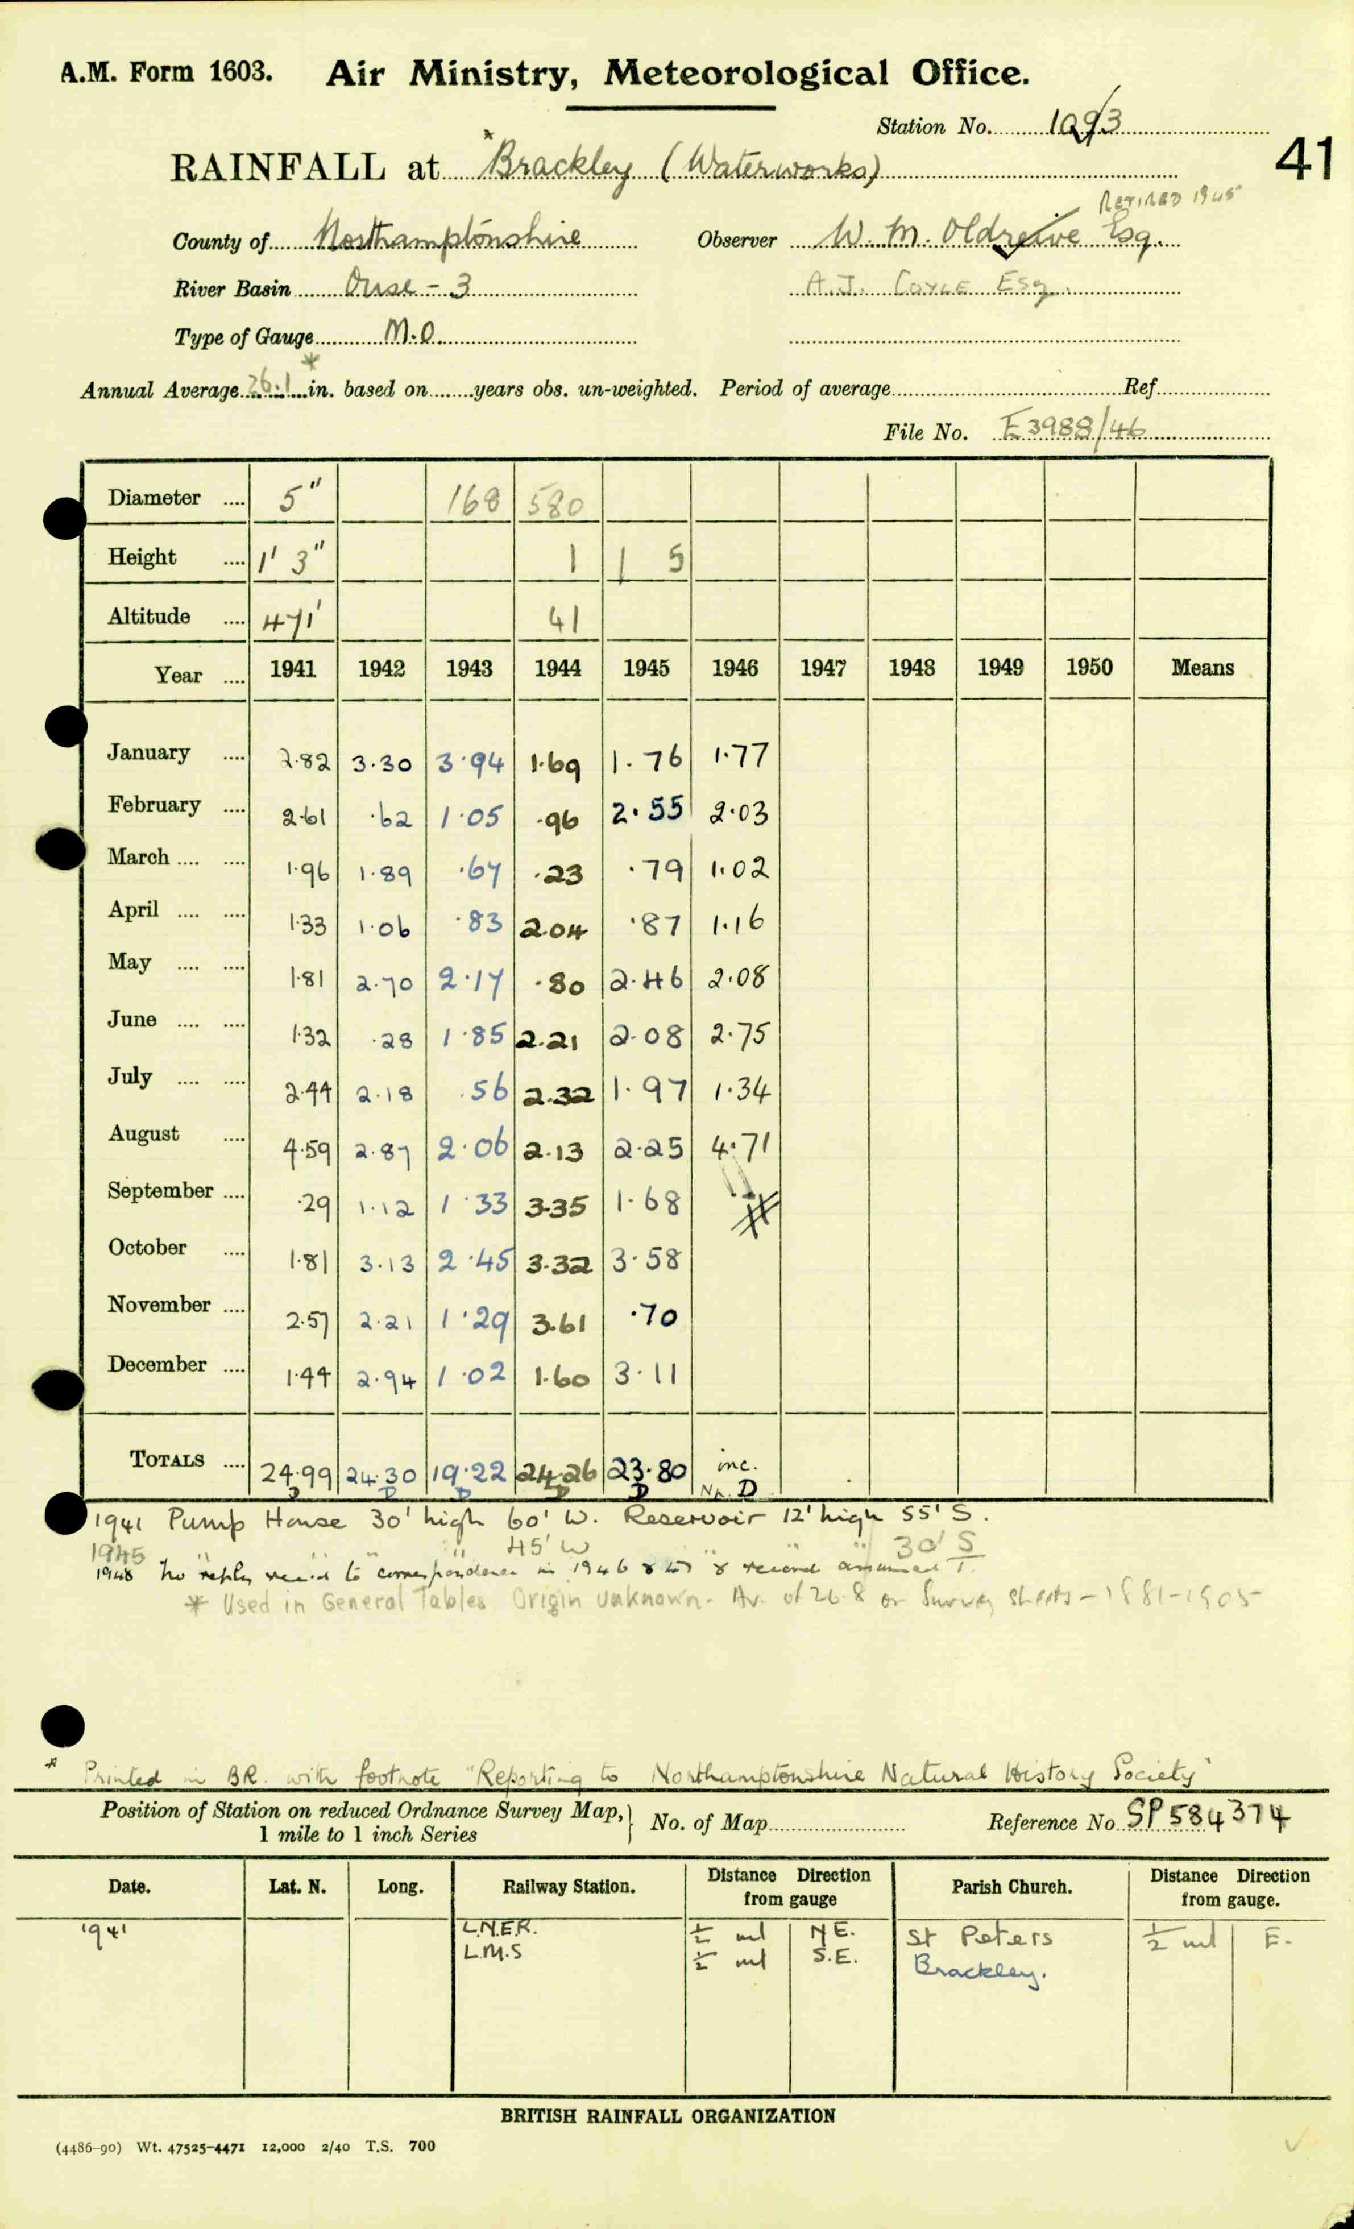 A.M. Form 1603. Air Ministry, Meteorological Office.
Station No. 1093
41
RAINFALL at *Brackley (Waterworks)
Retired 1945
County of Northamptonshire Observer W. M. Oldreive Esq.
River Basin Ouse - 3 A.J. Coyle Esq.
Type of Gauge M.O.
Annual Average 26.1* in. based on years obs. un-weighted. Period of average Ref.
File No. E3988/46
Diameter .... 5" 168 580
Height .... 1' 3" 1 1 5
Altitude .... 471' 41
Year .... 1941 1942 1943 1944 1945 1946 1947 1948 1949 1950 Means
January .... 2.82 3.30 3.94 1.69 1.76 1.77
February .... 2.61 .62 1.05 .96 2.55 2.03
March .... .... 1.96 1.89 .67 .23 .79 1.02
April .... .... 1.33 1.06 .83 2.04 .87 1.16
May .... .... 1.81 2.70 2.17 .80 2.46 2.08
June .... .... 1.32 .28 1.85 2.21 2.08 2.75
July .... .... 2.44 2.18 .56 2.32 1.97 1.34
August .... 4.59 2.87 2.06 2.13 2.25 4.71
September .... .29 1.12 1.33 3.35 1.68
October .... 1.81 3.13 2.45 3.32 3.58
November .... 2.57 2.21 1.29 3.61 .70
December .... 1.44 2.94 1.02 1.60 3.11
TOTALS .... 24.99 24.30 19.22 24.26 23.80 inc.
D D D D D D
1941 Pump House 30' high 60' W. Reservoir 12' high 55' S.
1945 " " " 45' W " " 30' S
1948 No reply rec'd to correspondence in 1946 & 47 & record assumed T.
* Used in General Tables Origin unknown. Av. of 26.8 on Survey sheets - 1881-1905
* Printed in BR. with footnote "Reporting to Northamptonshire Natural History Society"
Position of Station on reduced Ordnance Survey Map, 1 mile to 1 inch Series No. of Map Reference No SP584374
Date. Lat. N. Long. Railway Station. Distance Direction from gauge Parish Church. Distance Direction from gauge.
1941 L.N.E.R. ½ ml N E. St Peters ½ ml E.
L.M.S ½ ml S.E. Brackley.
BRITISH RAINFALL ORGANIZATION
(4486-90) Wt. 47525-4471 12,000 2/40 T.S. 700